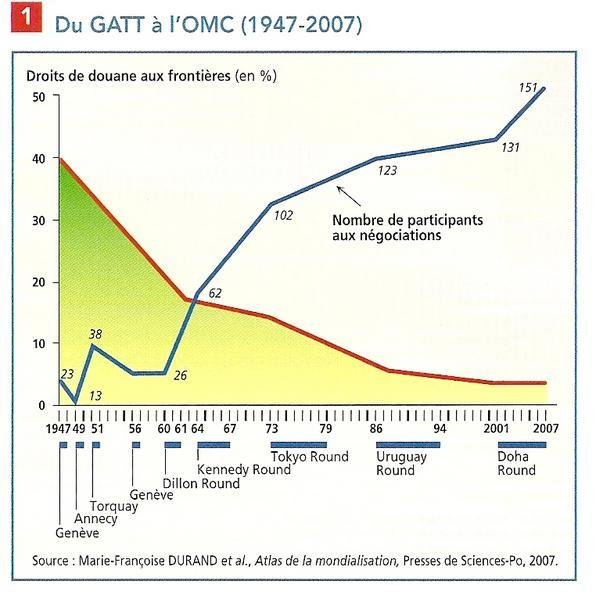 1 Du GATT à l'OMC (1947-2007)
Droits de douane aux frontières (en %)
50
151
40
131
123
102
Nombre de participants
aux négociations
30
20
62
38
10
23
26
13
0
1947 49 51 56 60 61 64 67 73 79 86 94 2001 2007
Tokyo Round
Uruguay
Round
Doha
Round
Kennedy Round
Dillon Round
Genève
Torquay
Annecy
Genève
Source : Marie-Françoise DURAND et al., Atlas de la mondialisation, Presses de Sciences-Po, 2007.